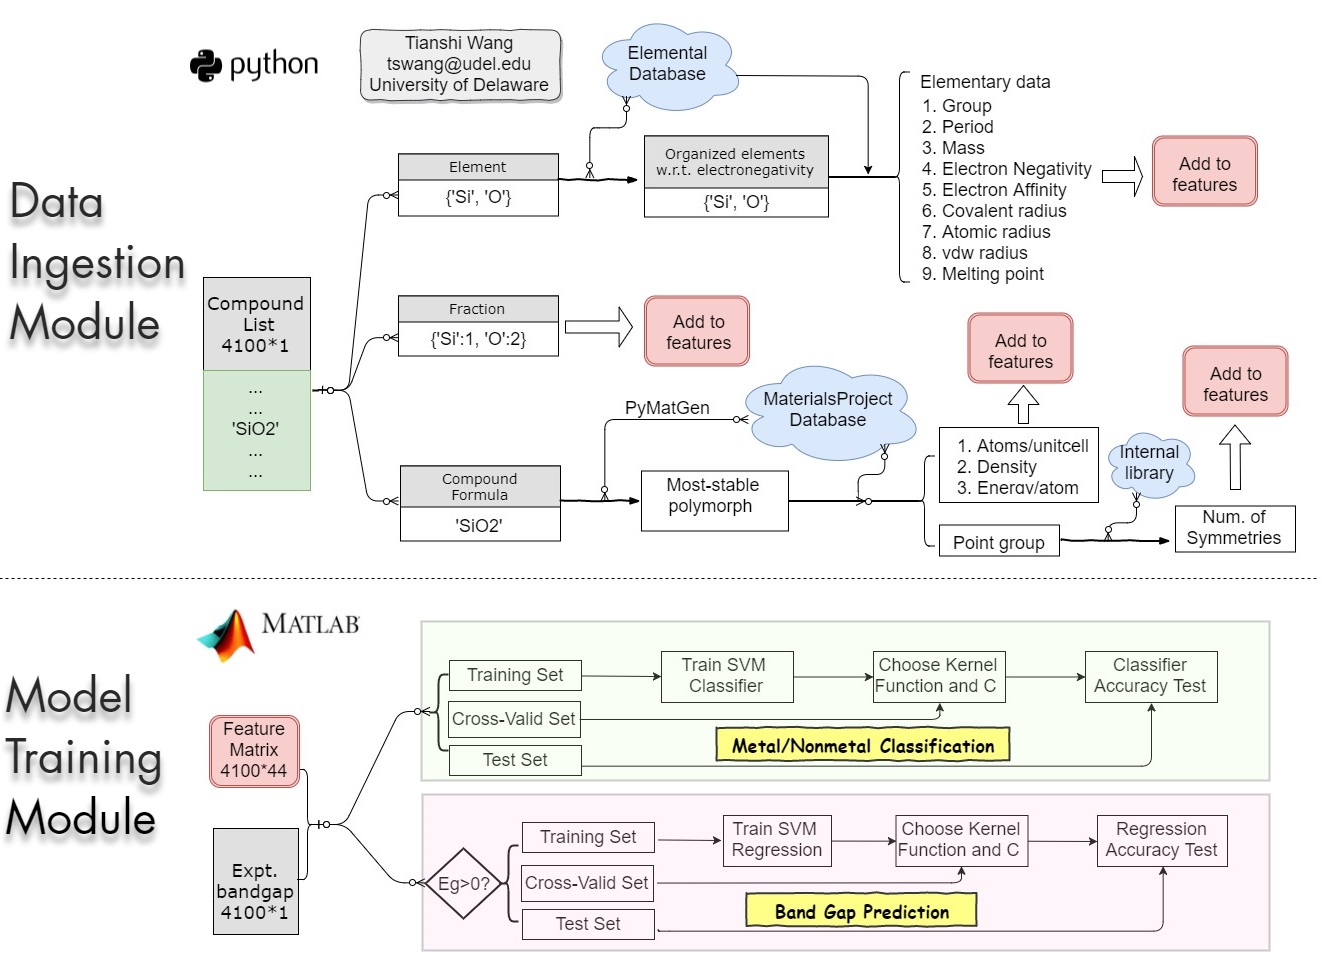 python
Tianshi Wang
tswang@udel.edu
University of Delaware
Elemental
Database
Data
Ingestion
Module
Compound
List
4100*1
...
...
'SiO2'
...
...
Element
{'Si', 'O'}
Organized elements
w.r.t. electronegativity
{'Si', 'O'}
Elementary data
1. Group
2. Period
3. Mass
4. Electron Negativity
5. Electron Affinity
6. Covalent radius
7. Atomic radius
8. vdw radius
9. Melting point
Add to
features
Fraction
{'Si':1, 'O':2}
Add to
features
Compound
Formula
'SiO2'
PyMatGen
MaterialsProject
Database
Most-stable
polymorph
Add to
features
1. Atoms/unitcell
2. Density
3. Energy/atom
Point group
Internal
library
Num. of
Symmetries
Add to
features
MATLAB
Model
Training
Module
Feature
Matrix
4100*44
Expt.
bandgap
4100*1
Training Set
Train SVM
Classifier
Choose Kernel
Function and C
Classifier
Accuracy Test
Cross-Valid Set
Test Set
Metal/Nonmetal Classification
Eg>0?
Training Set
Train SVM
Regression
Choose Kernel
Function and C
Regression
Accuracy Test
Cross-Valid Set
Test Set
Band Gap Prediction